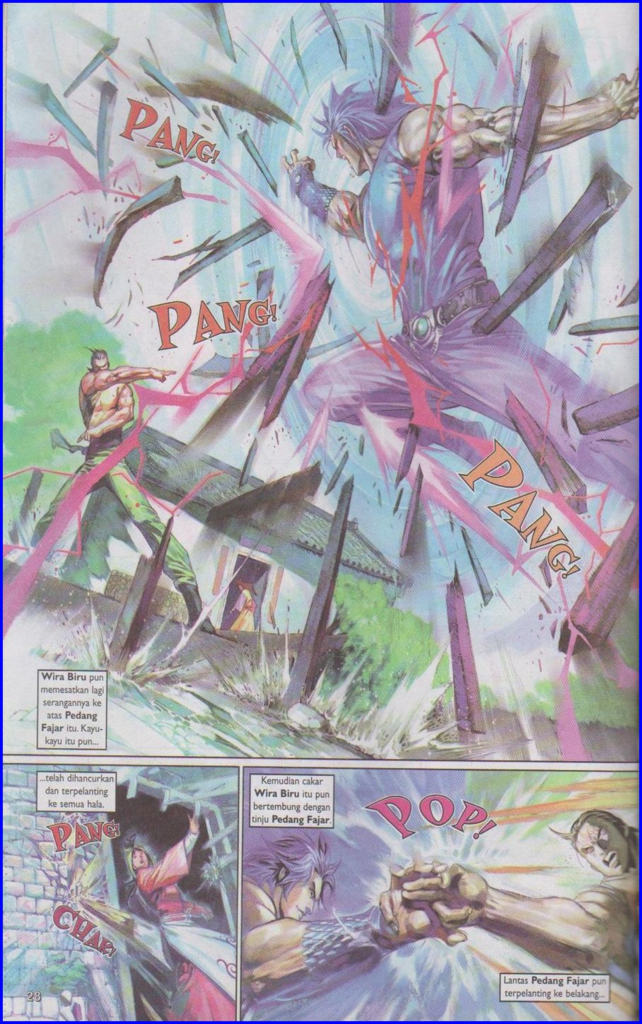 PANG!
PANG!
PANG!
Wira Biru pun
memesatkan lagi
serangannya ke
atas Pedang
Fajar itu. Kayu-
kayu itu pun...
...telah dihancurkan
dan terpelanting
ke semua hala.
PANG!
CHAK!
Kemudian cakar
Wira Biru itu pun
bertembung dengan
tinju Pedang Fajar.
POP!
Lantas Pedang Fajar pun
terpelanting ke belakang...
28